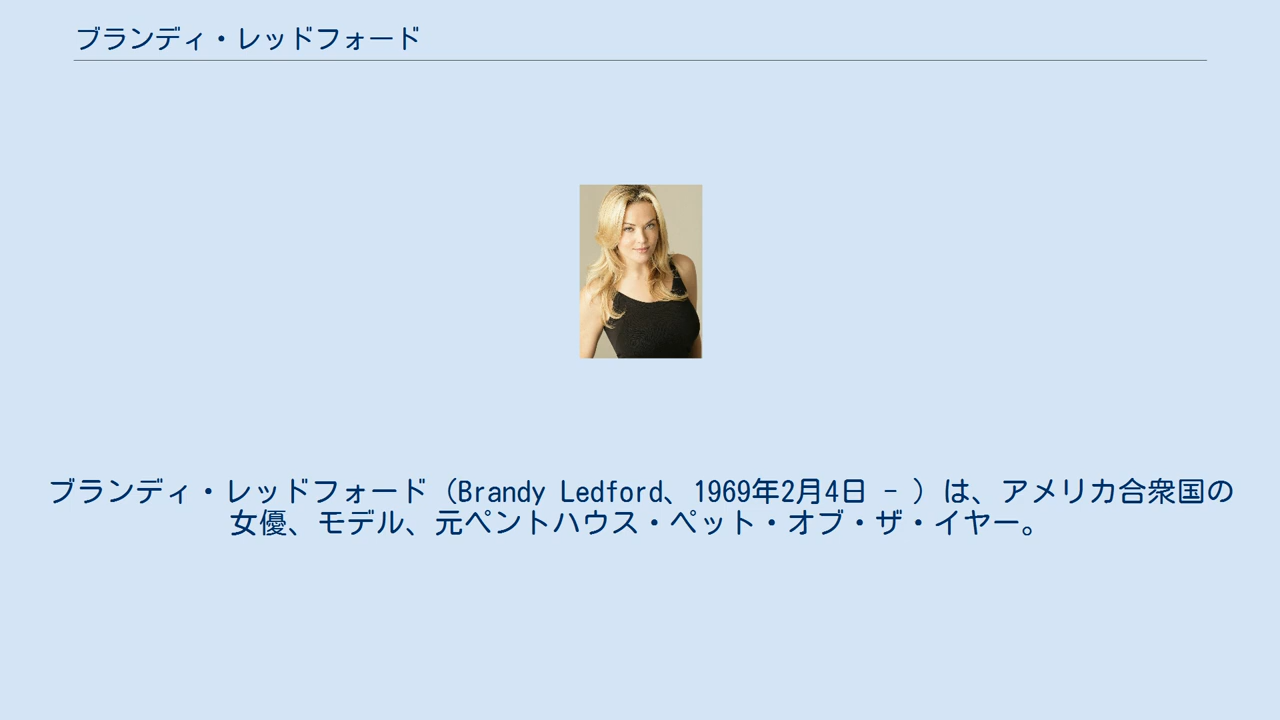 ブランディ・レッドフォード
ブランディ・レッドフォード（Brandy Ledford、1969年2月4日 - ）は、アメリカ合衆国の
女優、モデル、元ペントハウス・ペット・オブ・ザ・イヤー。